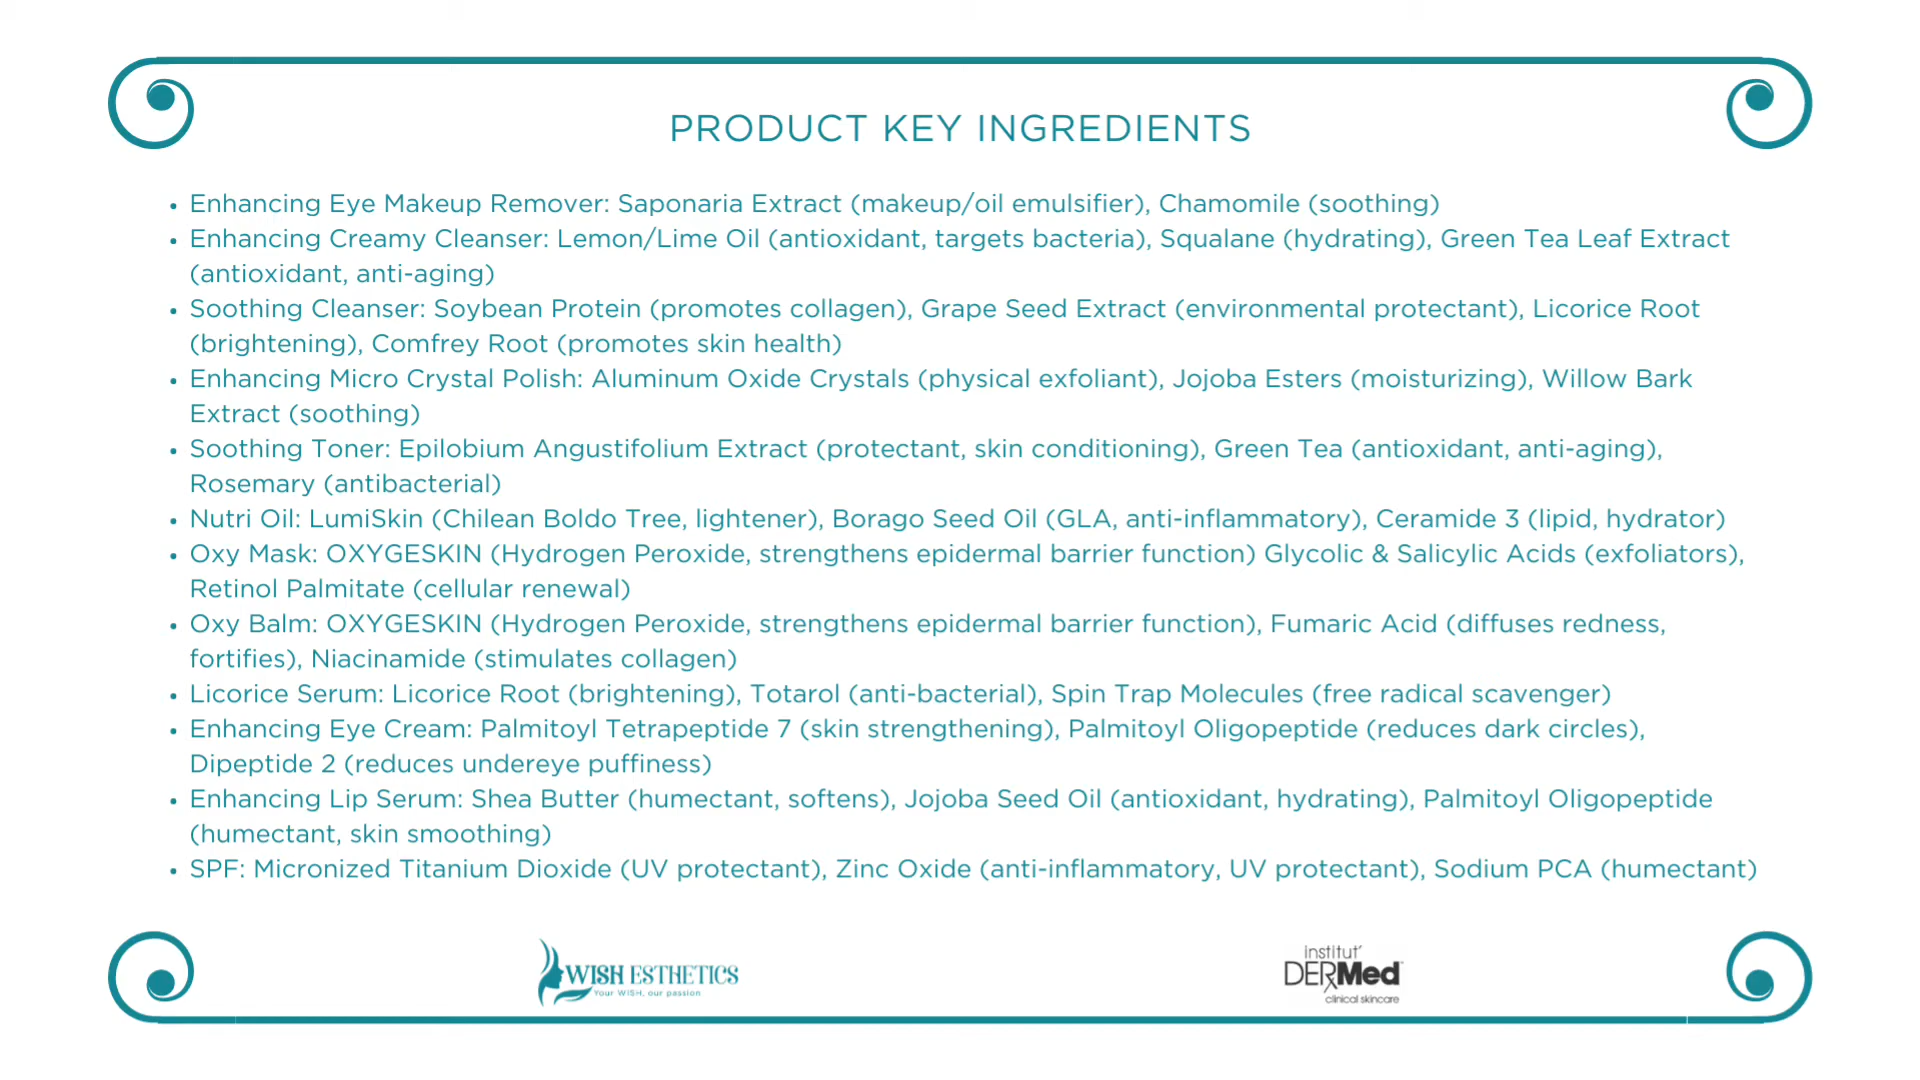 PRODUCT KEY INGREDIENTS
• Enhancing Eye Makeup Remover: Saponaria Extract (makeup/oil emulsifier), Chamomile (soothing)
• Enhancing Creamy Cleanser: Lemon/Lime Oil (antioxidant, targets bacteria), Squalane (hydrating), Green Tea Leaf Extract
(antioxidant, anti-aging)
• Soothing Cleanser: Soybean Protein (promotes collagen), Grape Seed Extract (environmental protectant), Licorice Root
(brightening), Comfrey Root (promotes skin health)
• Enhancing Micro Crystal Polish: Aluminum Oxide Crystals (physical exfoliant), Jojoba Esters (moisturizing), Willow Bark
Extract (soothing)
• Soothing Toner: Epilobium Angustifolium Extract (protectant, skin conditioning), Green Tea (antioxidant, anti-aging),
Rosemary (antibacterial)
• Nutri Oil: LumiSkin (Chilean Boldo Tree, lightener), Borago Seed Oil (GLA, anti-inflammatory), Ceramide 3 (lipid, hydrator)
• Oxy Mask: OXYGESKIN (Hydrogen Peroxide, strengthens epidermal barrier function) Glycolic & Salicylic Acids (exfoliators),
Retinol Palmitate (cellular renewal)
• Oxy Balm: OXYGESKIN (Hydrogen Peroxide, strengthens epidermal barrier function), Fumaric Acid (diffuses redness,
fortifies), Niacinamide (stimulates collagen)
• Licorice Serum: Licorice Root (brightening), Totarol (anti-bacterial), Spin Trap Molecules (free radical scavenger)
• Enhancing Eye Cream: Palmitoyl Tetrapeptide 7 (skin strengthening), Palmitoyl Oligopeptide (reduces dark circles),
Dipeptide 2 (reduces undereye puffiness)
• Enhancing Lip Serum: Shea Butter (humectant, softens), Jojoba Seed Oil (antioxidant, hydrating), Palmitoyl Oligopeptide
(humectant, skin smoothing)
• SPF: Micronized Titanium Dioxide (UV protectant), Zinc Oxide (anti-inflammatory, UV protectant), Sodium PCA (humectant)
WISH ESTHETICS
Your WISH, our passion
institut'
DERMed™
clinical skincare